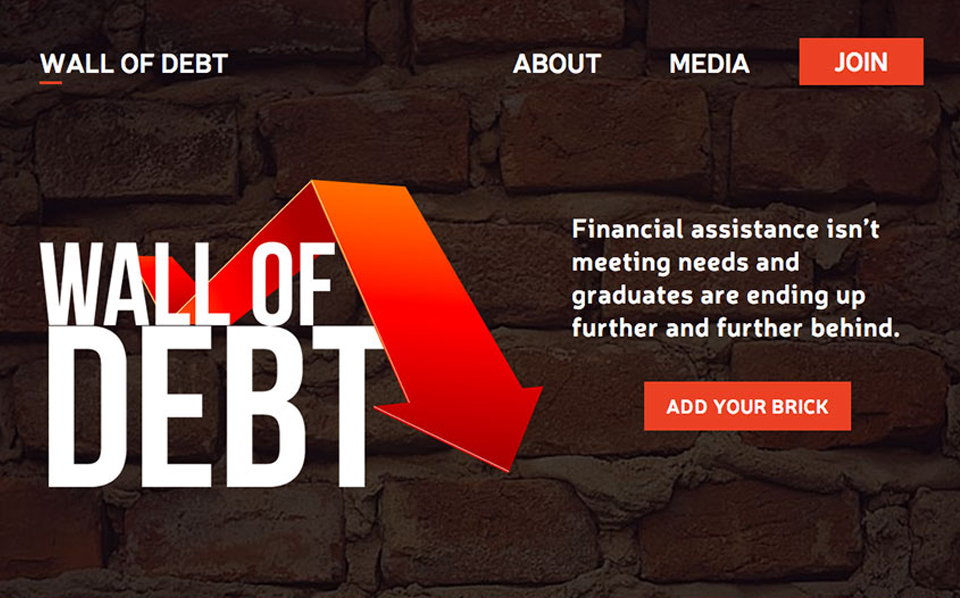 WALL OF DEBT
ABOUT
MEDIA
JOIN
WALL OF
DEBT
Financial assistance isn’t
meeting needs and
graduates are ending up
further and further behind.
ADD YOUR BRICK